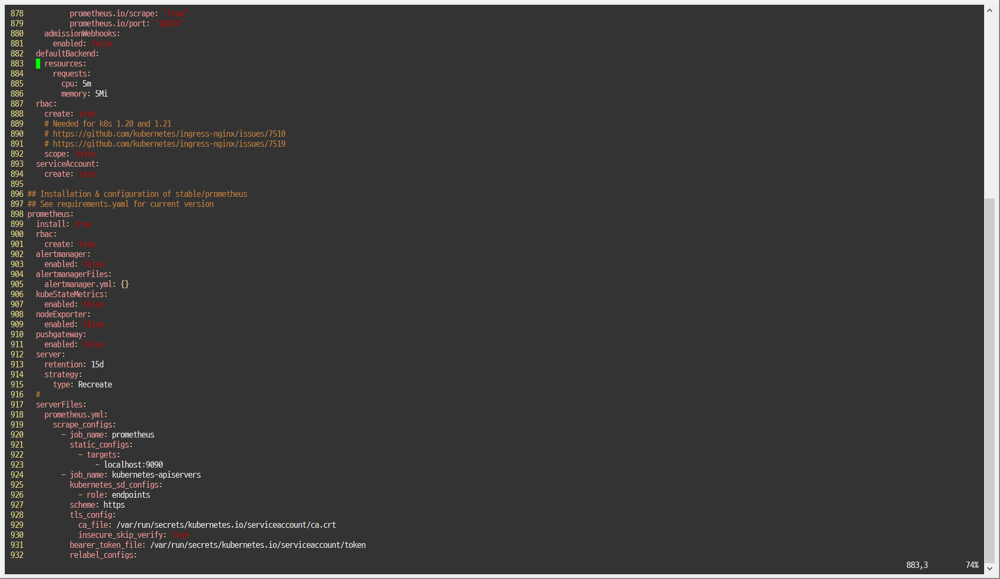 878           prometheus.io/scrape: "true"
879           prometheus.io/port: "10254"
880     admissionWebhooks:
881       enabled: false
882   defaultBackend:
883     resources:
884       requests:
885         cpu: 5m
886         memory: 5Mi
887   rbac:
888     create: true
889     # Needed for k8s 1.20 and 1.21
890     # https://github.com/kubernetes/ingress-nginx/issues/7510
891     # https://github.com/kubernetes/ingress-nginx/issues/7519
892     scope: false
893   serviceAccount:
894     create: true
895
896 ## Installation & configuration of stable/prometheus
897 ## See requirements.yaml for current version
898 prometheus:
899   install: true
900   rbac:
901     create: true
902   alertmanager:
903     enabled: false
904   alertmanagerFiles:
905     alertmanager.yml: {}
906   kubeStateMetrics:
907     enabled: false
908   nodeExporter:
909     enabled: false
910   pushgateway:
911     enabled: false
912   server:
913     retention: 15d
914     strategy:
915       type: Recreate
916   #
917   serverFiles:
918     prometheus.yml:
919       scrape_configs:
920         - job_name: prometheus
921           static_configs:
922             - targets:
923                 - localhost:9090
924         - job_name: kubernetes-apiservers
925           kubernetes_sd_configs:
926             - role: endpoints
927           scheme: https
928           tls_config:
929             ca_file: /var/run/secrets/kubernetes.io/serviceaccount/ca.crt
930             insecure_skip_verify: true
931           bearer_token_file: /var/run/secrets/kubernetes.io/serviceaccount/token
932           relabel_configs:
883,3 74%